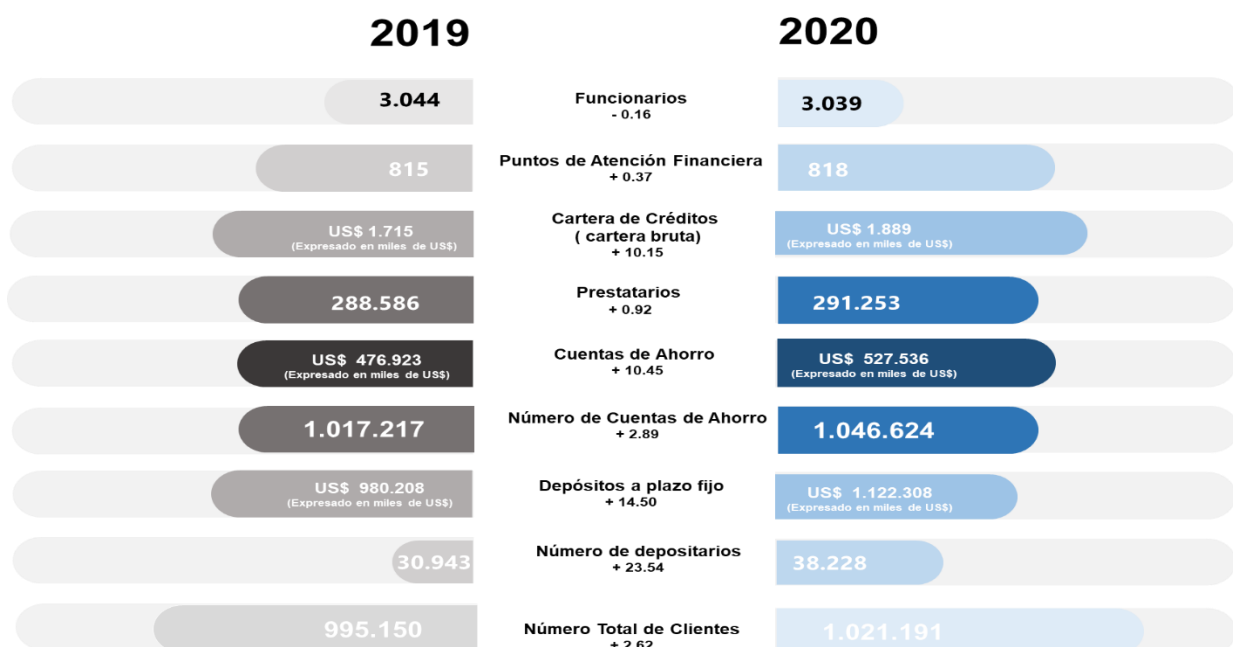 2019
2020
3.044
Funcionarios
- 0.16
3.039
815
Puntos de Atención Financiera
+ 0.37
818
US$ 1.715
(Expresado en miles de US$)
Cartera de Créditos
( cartera bruta)
+ 10.15
US$ 1.889
(Expresado en miles de US$)
288.586
Prestatarios
+ 0.92
291.253
US$ 476.923
(Expresado en miles de US$)
Cuentas de Ahorro
+ 10.45
US$ 527.536
(Expresado en miles de US$)
1.017.217
Número de Cuentas de Ahorro
+ 2.89
1.046.624
US$ 980.208
(Expresado en miles de US$)
Depósitos a plazo fijo
+ 14.50
US$ 1.122.308
(Expresado en miles de US$)
30.943
Número de depositarios
+ 23.54
38.228
995.150
Número Total de Clientes
+ 2.62
1.021.191